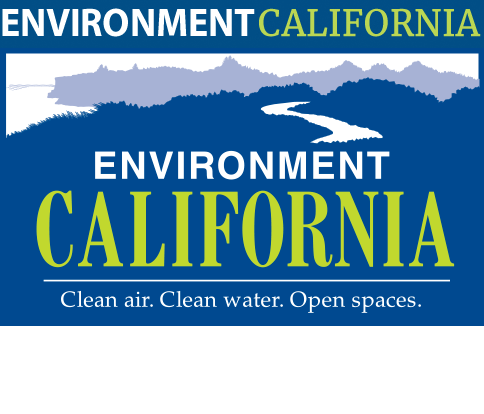 ENVIRONMENT CALIFORNIA
ENVIRONMENT
CALIFORNIA
Clean air. Clean water. Open spaces.